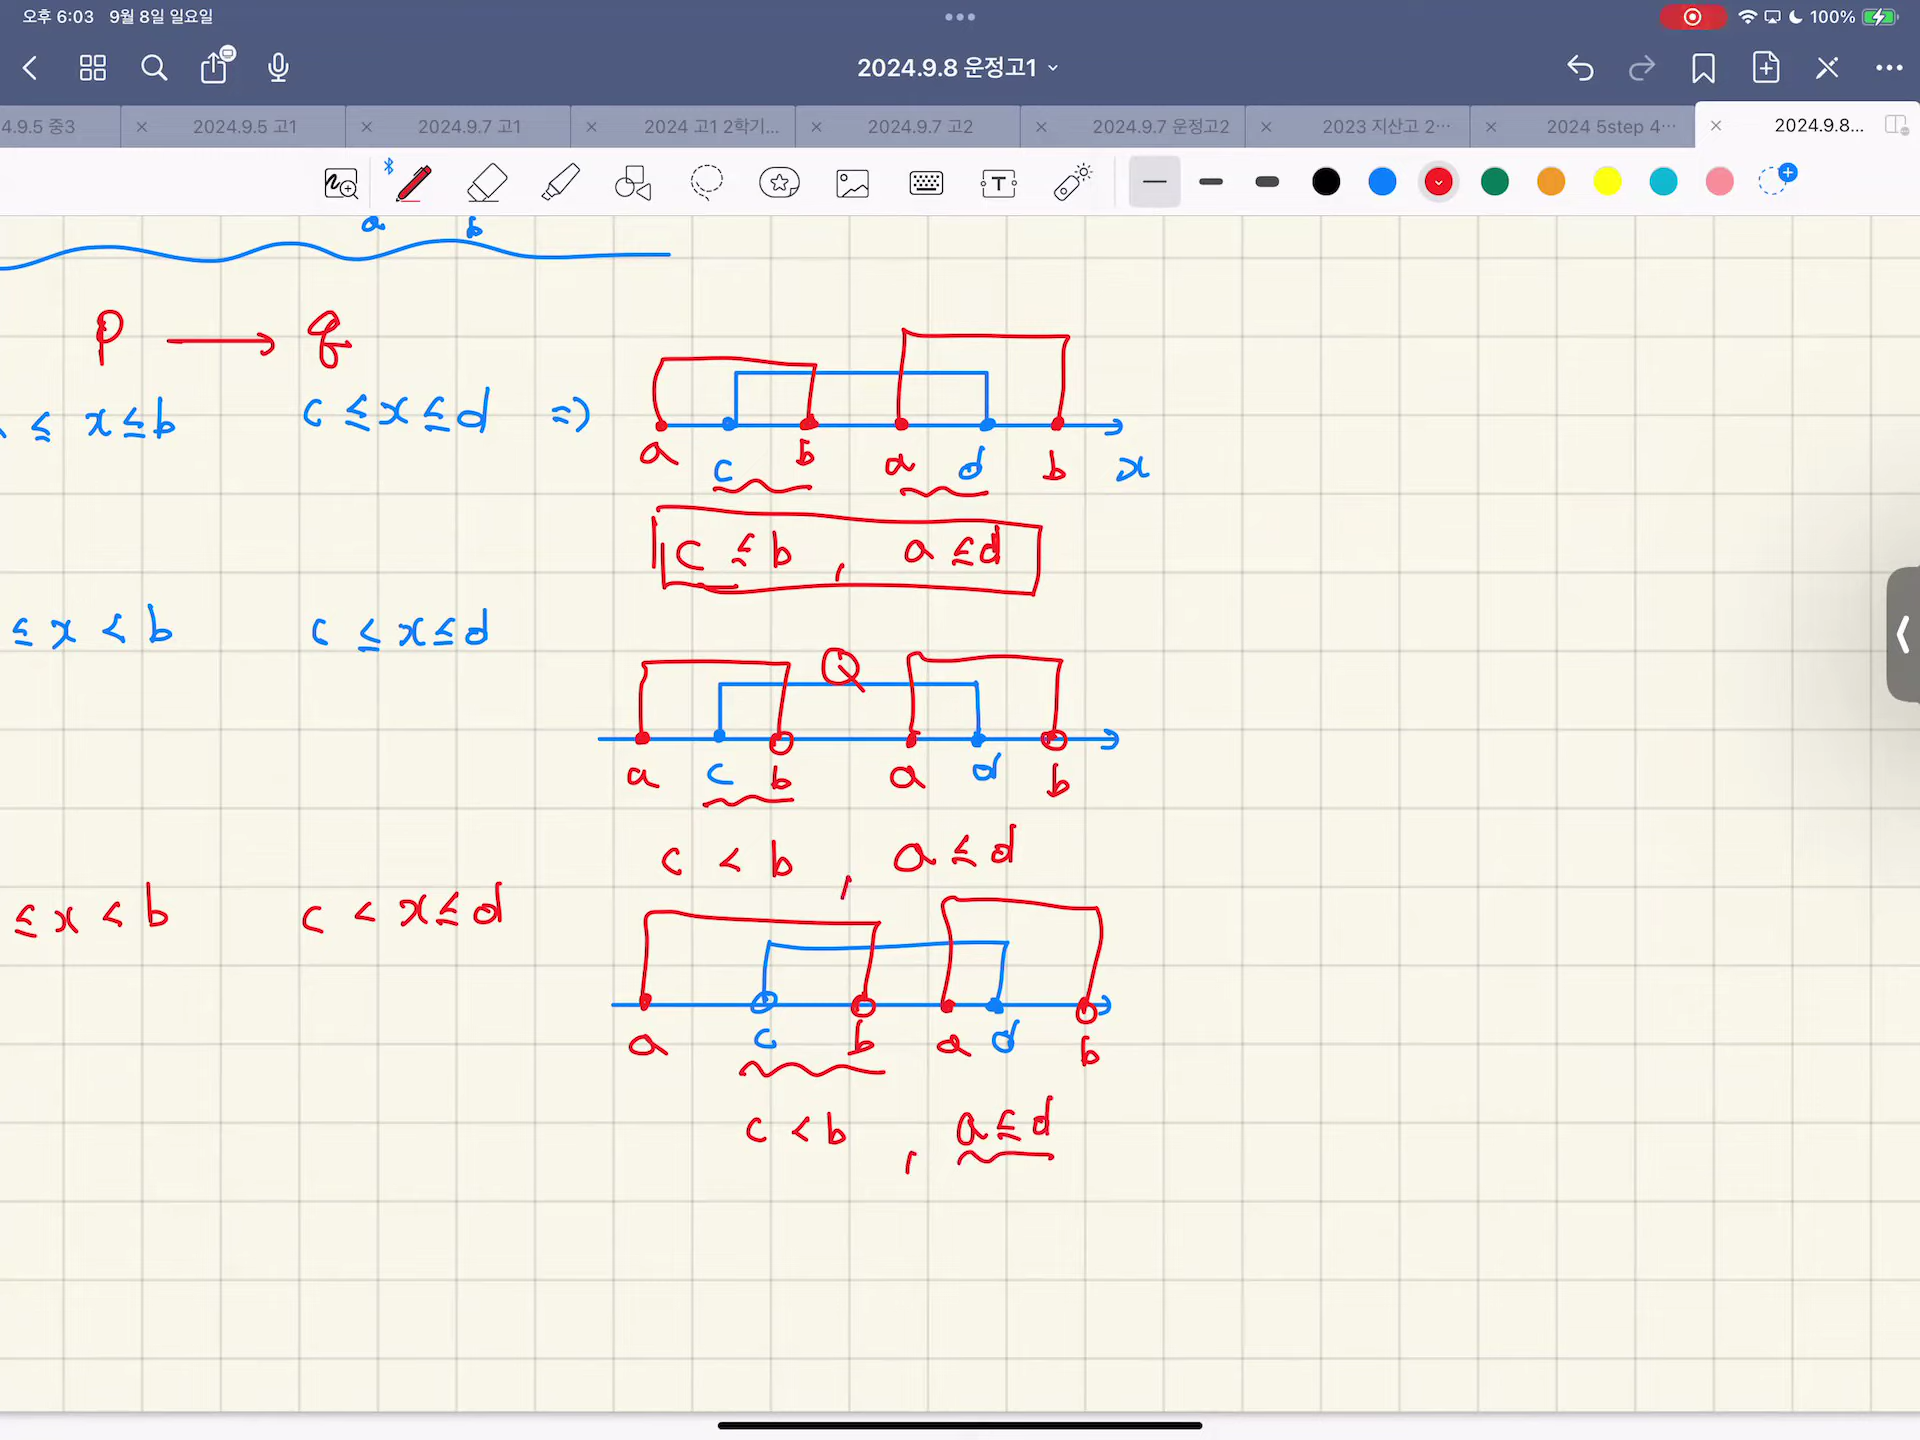 오후 6:03 9월 8일 일요일
100%
2024.9.8 운정고1
4.9.5 중3
2024.9.5 고1
2024.9.7 고1
2024 고1 2학기...
2024.9.7 고2
2024.9.7 운정고2
2023 지산고 2...
2024 5step 4...
2024.9.8...
a b
P → q
≤ x ≤ b c ≤ x ≤ d ⇒)
a c b a d b x
c ≤ b , a ≤ d
≤ x < b c ≤ x ≤ d
Q
a c b a d b
c < b , a ≤ d
≤ x < b c < x ≤ d
a c b a d b
c < b , a ≤ d